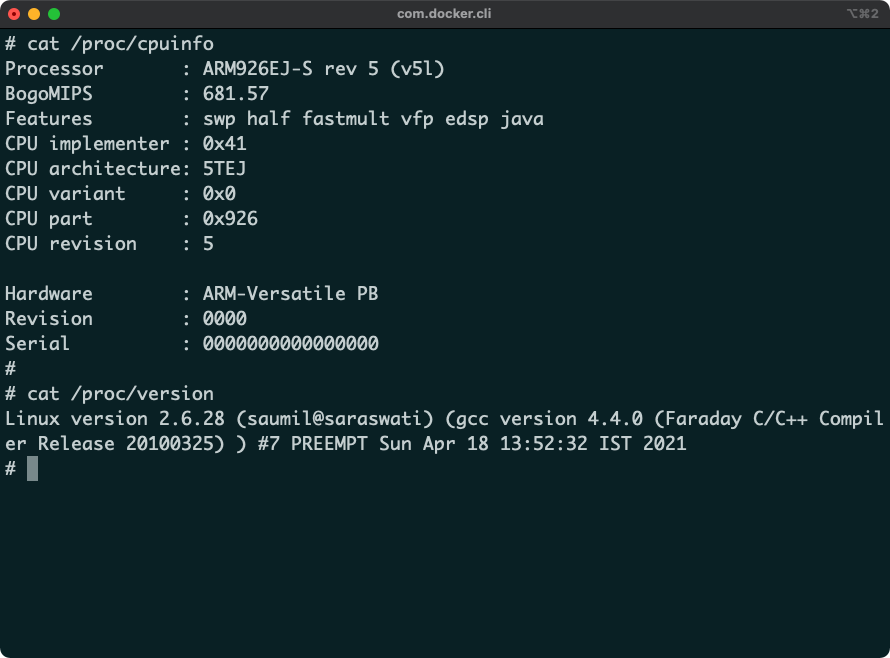 com.docker.cli ⌥⌘2
# cat /proc/cpuinfo
Processor : ARM926EJ-S rev 5 (v5l)
BogoMIPS : 681.57
Features : swp half fastmult vfp edsp java
CPU implementer : 0x41
CPU architecture: 5TEJ
CPU variant : 0x0
CPU part : 0x926
CPU revision : 5
Hardware : ARM-Versatile PB
Revision : 0000
Serial : 0000000000000000
#
# cat /proc/version
Linux version 2.6.28 (saumil@saraswati) (gcc version 4.4.0 (Faraday C/C++ Compil
er Release 20100325) ) #7 PREEMPT Sun Apr 18 13:52:32 IST 2021
#